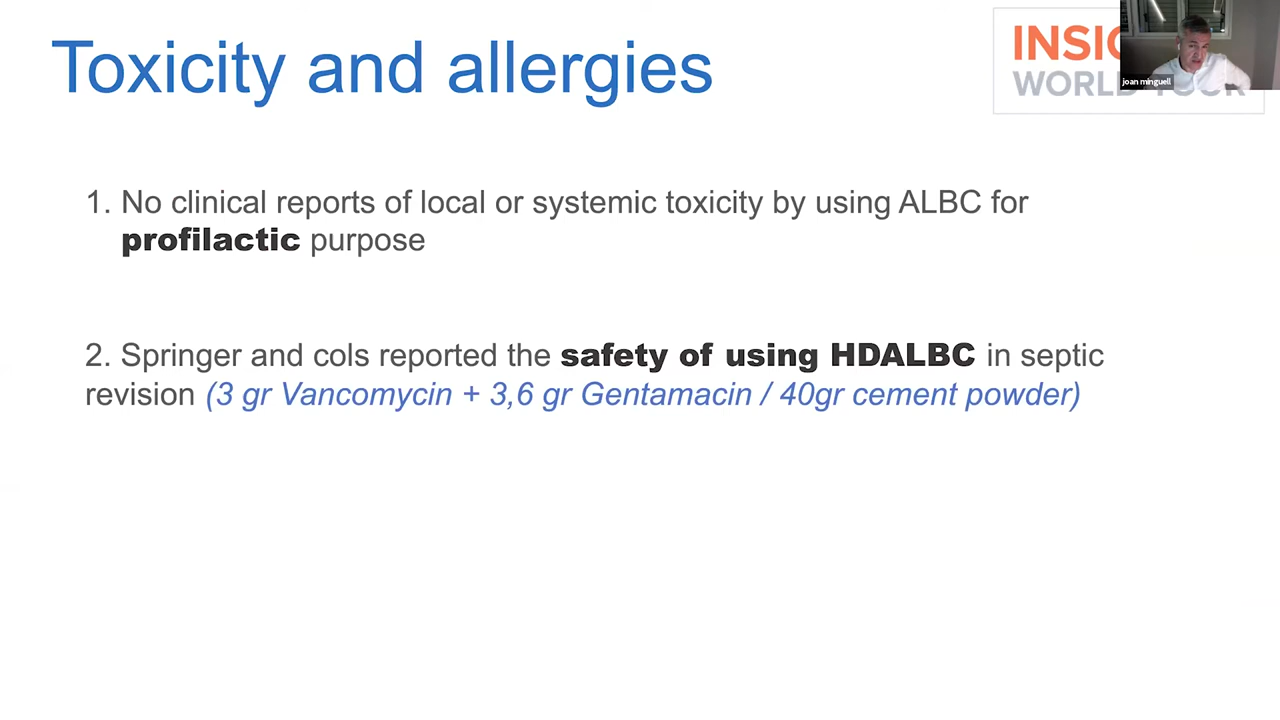 Toxicity and allergies
joan minguell
1. No clinical reports of local or systemic toxicity by using ALBC for
profilactic purpose
2. Springer and cols reported the safety of using HDALBC in septic
revision (3 gr Vancomycin + 3,6 gr Gentamacin / 40gr cement powder)